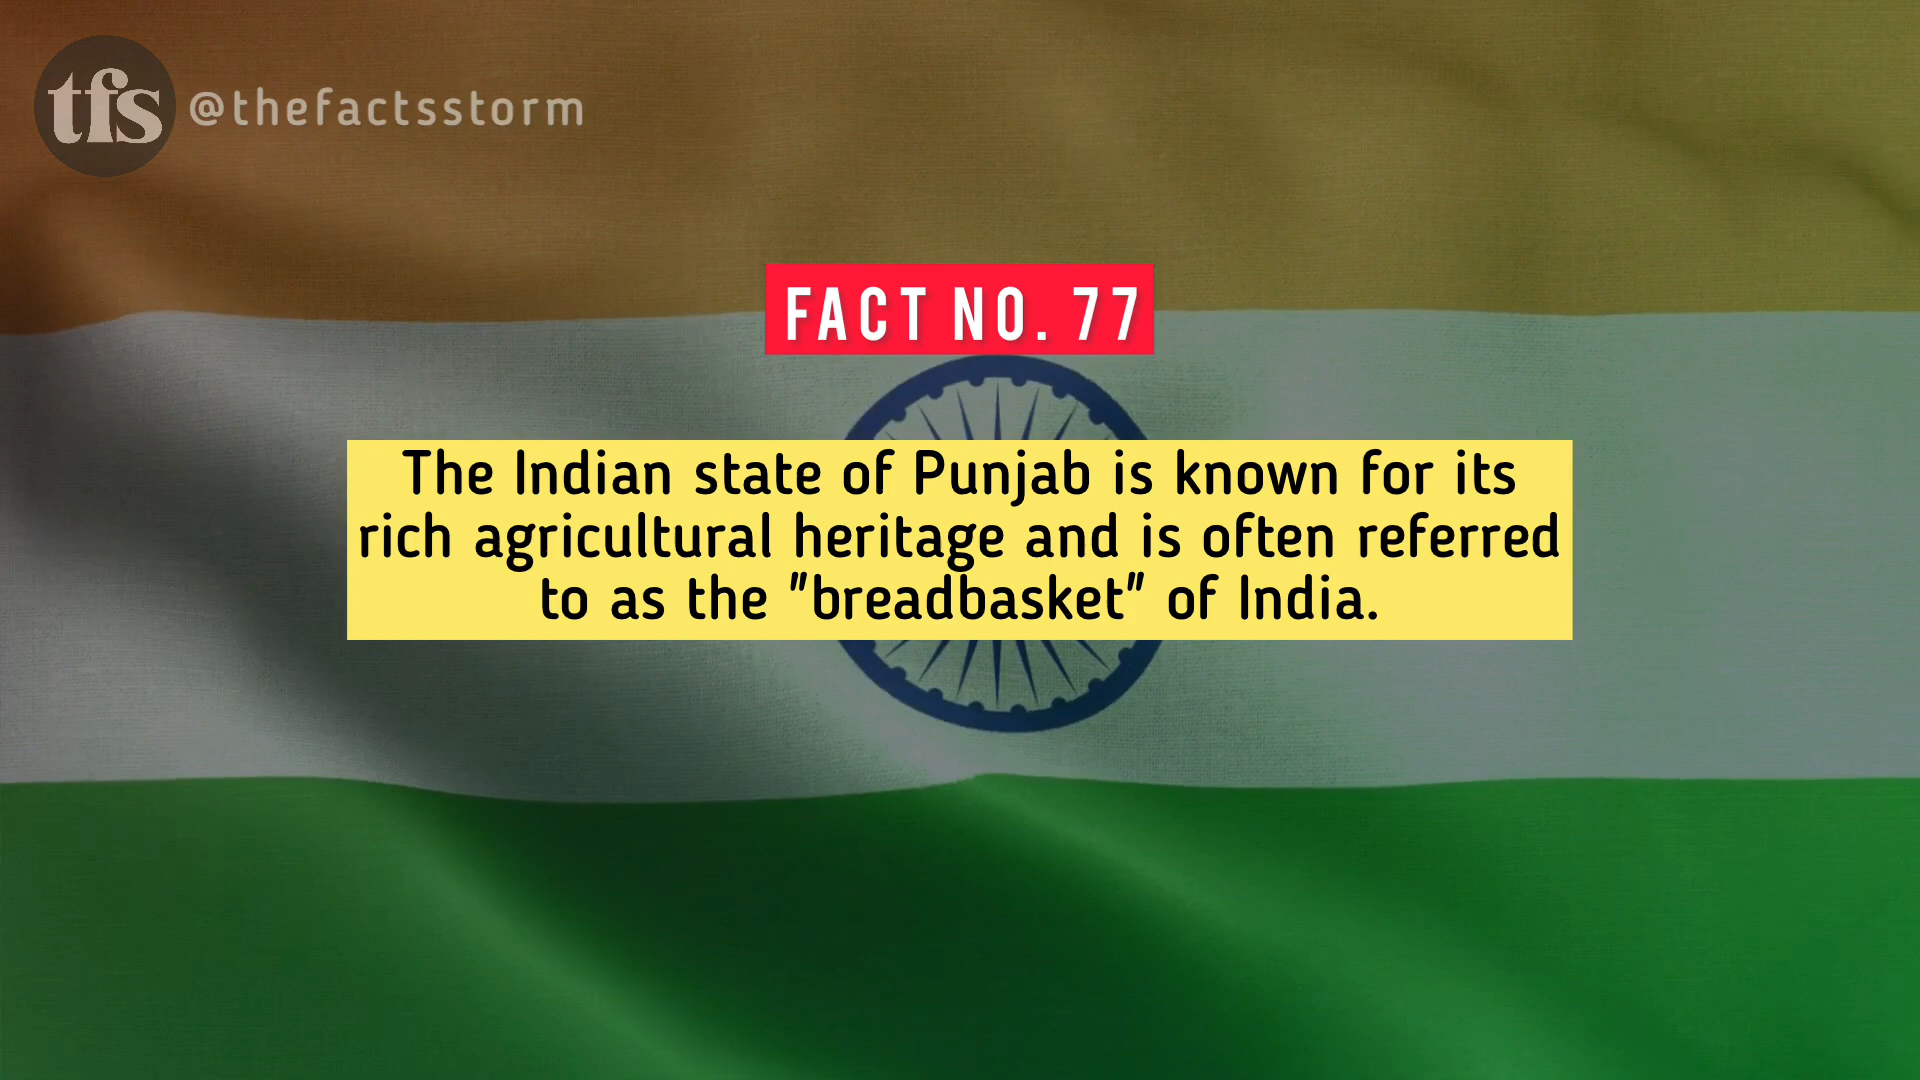 tfs @thefactsstorm
FACT NO. 77
The Indian state of Punjab is known for its
rich agricultural heritage and is often referred
to as the "breadbasket" of India.